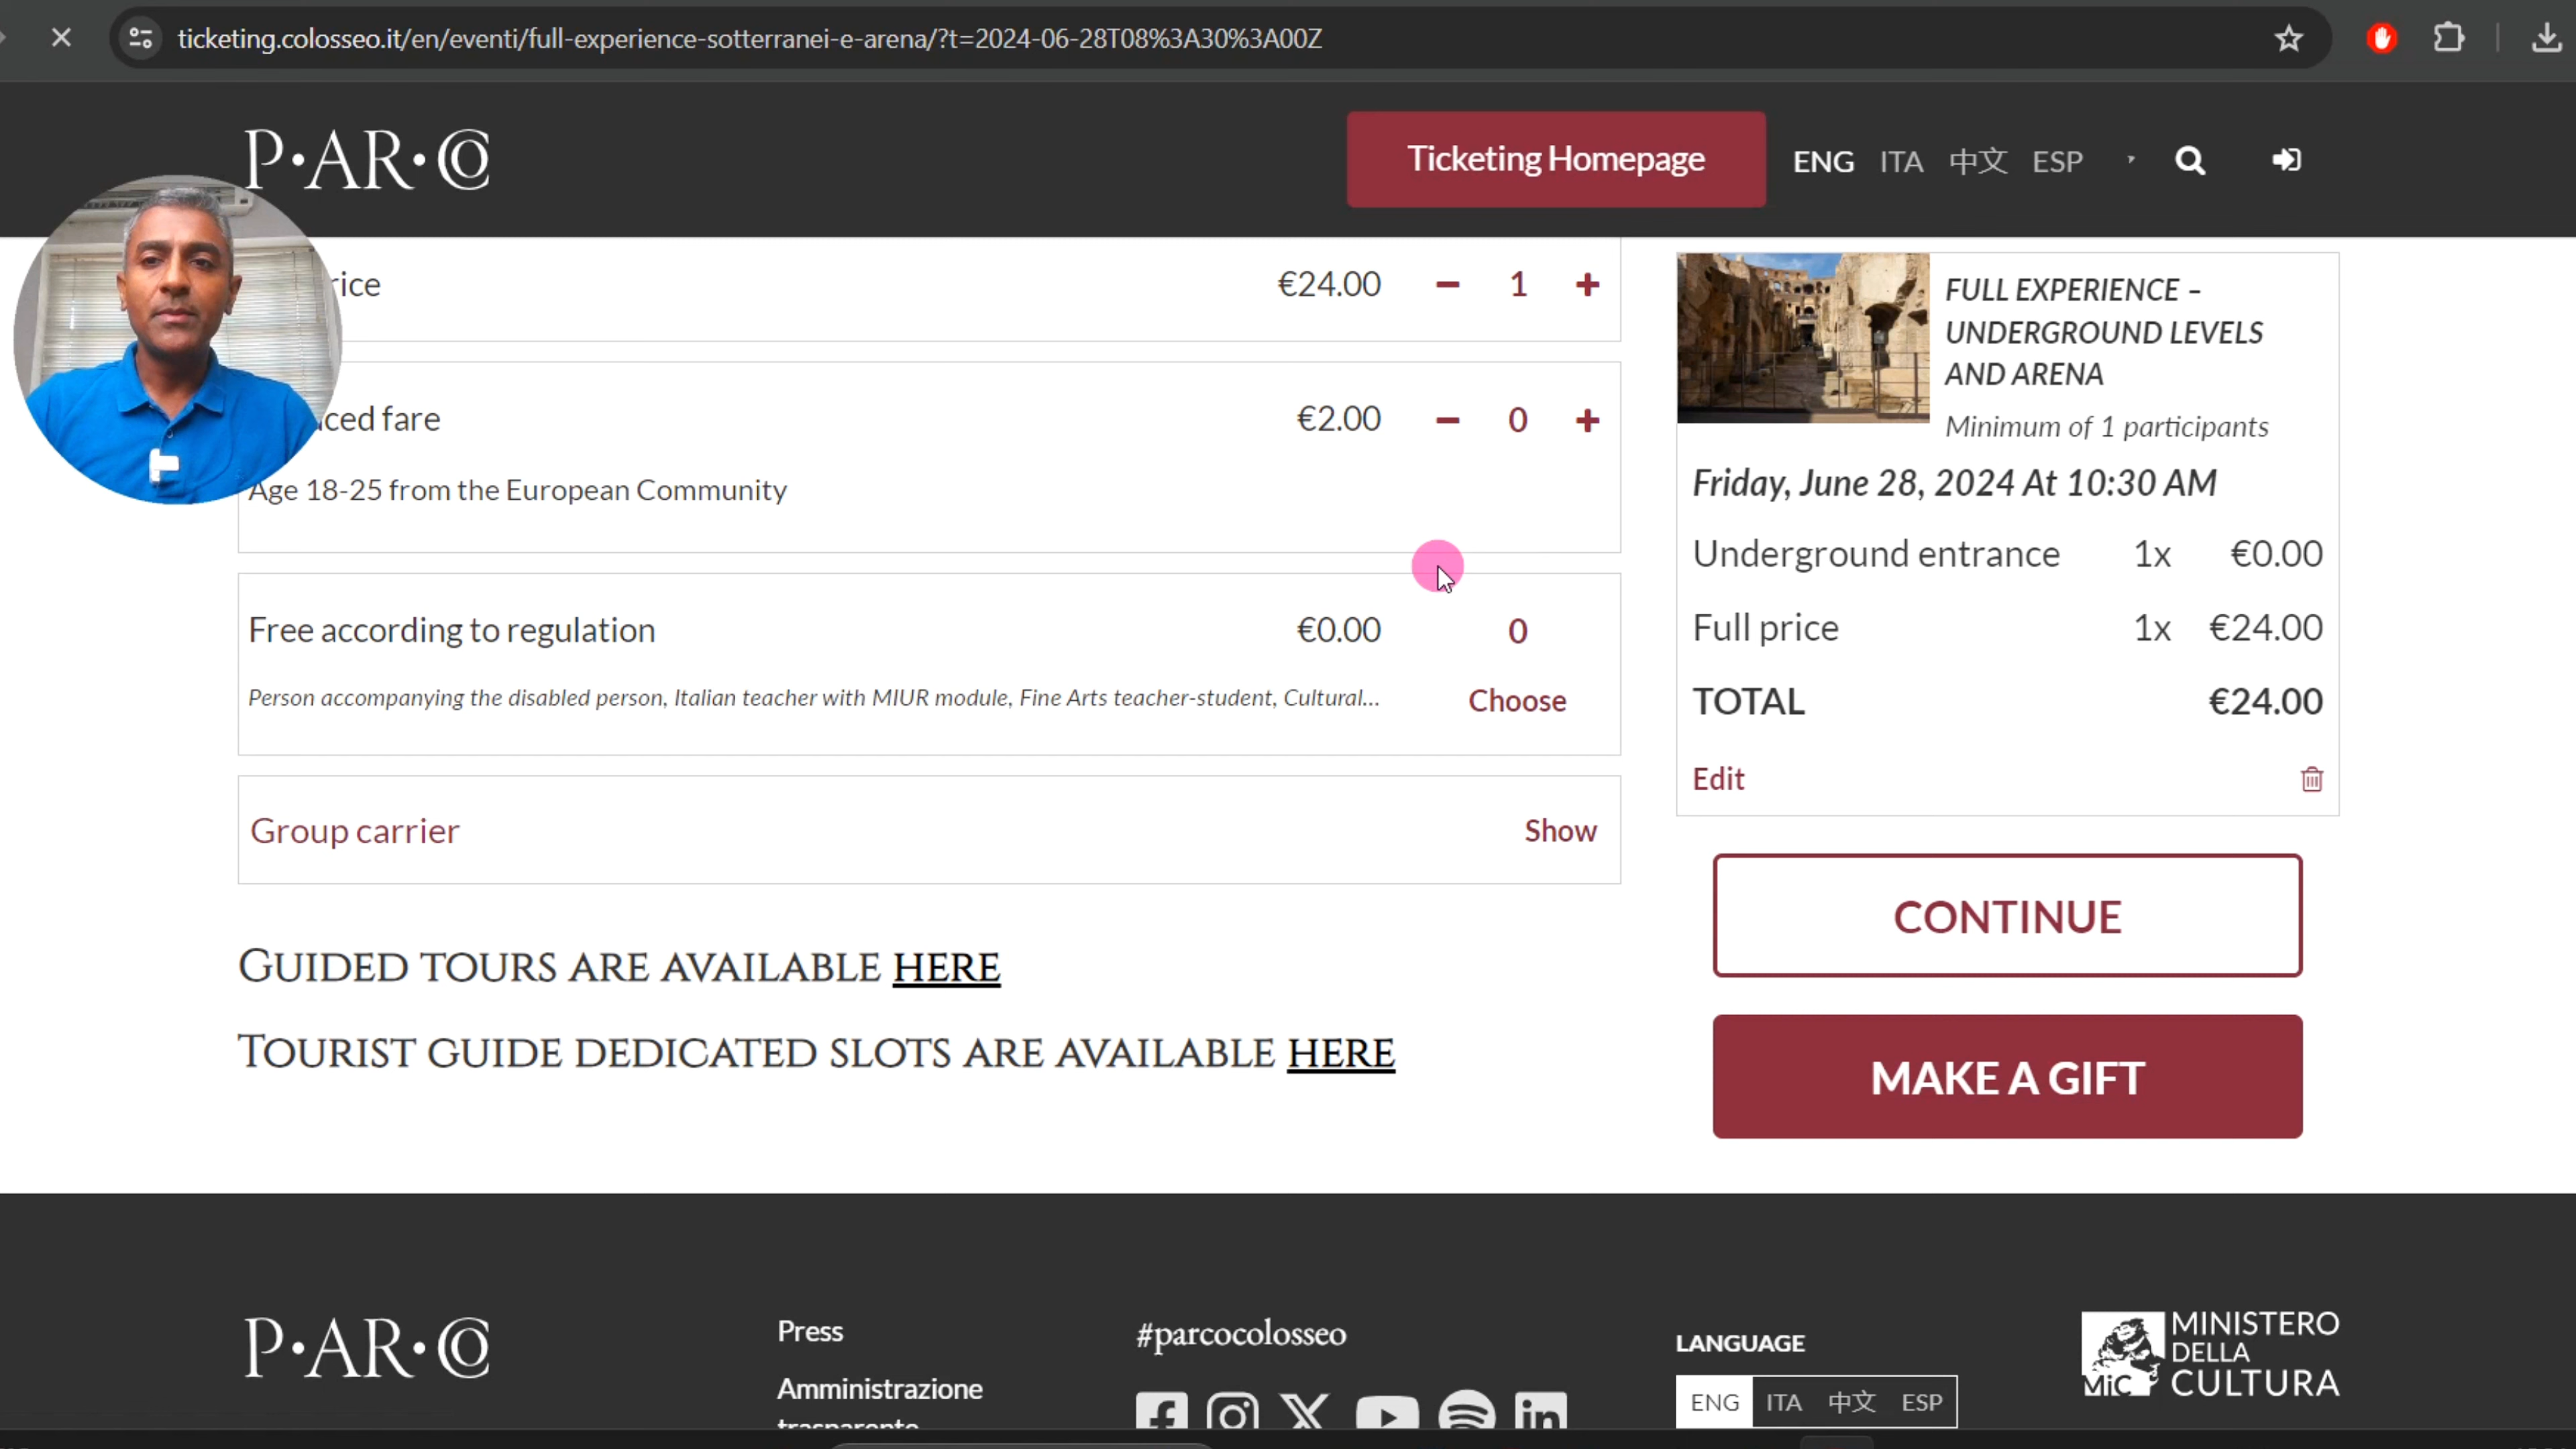 ticketing.colosseo.it/en/eventi/full-experience-sotterranei-e-arena/?t=2024-06-28T08%3A30%3A00Z
P·AR·CO
Ticketing Homepage
ENG ITA 中文 ESP
€24.00 - 1 +
€2.00 - 0 +
Age 18-25 from the European Community
Free according to regulation €0.00 0
Person accompanying the disabled person, Italian teacher with MIUR module, Fine Arts teacher-student, Cultural...
Choose
Group carrier Show
GUIDED TOURS ARE AVAILABLE HERE
TOURIST GUIDE DEDICATED SLOTS ARE AVAILABLE HERE
FULL EXPERIENCE –
UNDERGROUND LEVELS
AND ARENA
Minimum of 1 participants
Friday, June 28, 2024 At 10:30 AM
Underground entrance 1x €0.00
Full price 1x €24.00
TOTAL €24.00
Edit
CONTINUE
MAKE A GIFT
P·AR·CO
Press
Amministrazione
trasparente
#parcocolosseo
LANGUAGE
ENG ITA 中文 ESP
MiC
MINISTERO
DELLA
CULTURA